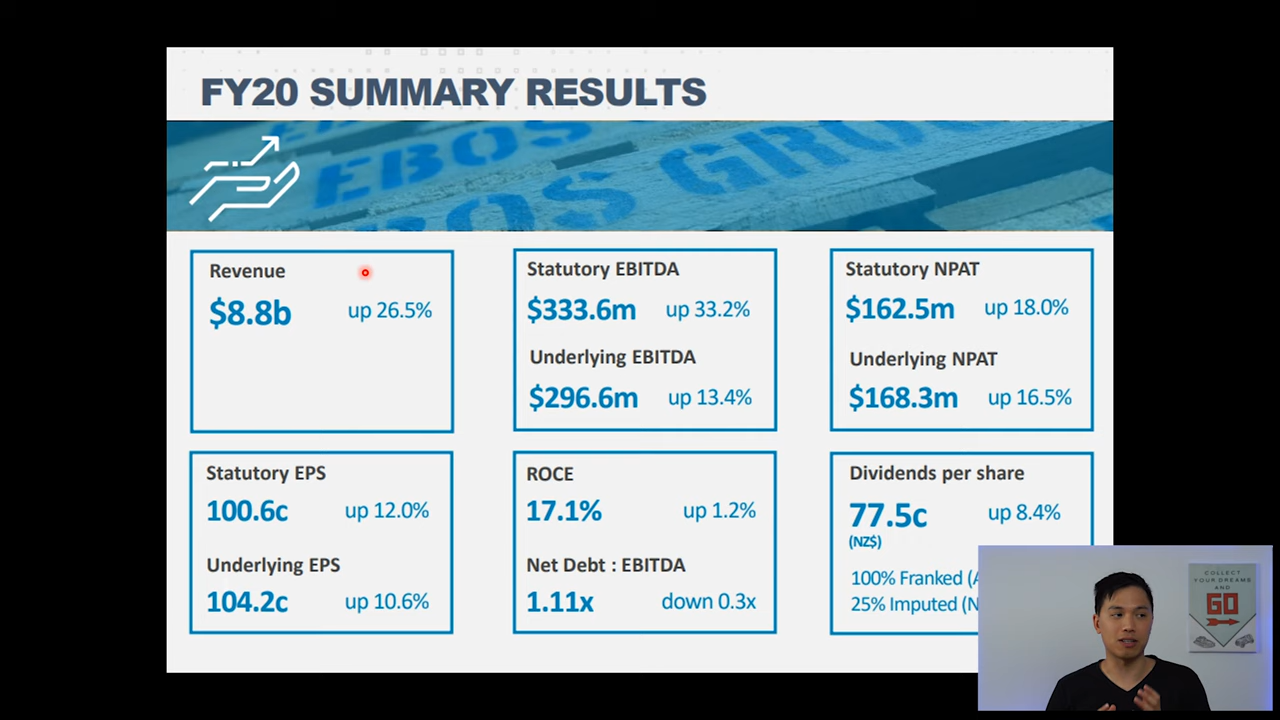 FY20 SUMMARY RESULTS
EBOS
EBOS GRO
Revenue
$8.8b up 26.5%
Statutory EBITDA
$333.6m up 33.2%
Underlying EBITDA
$296.6m up 13.4%
Statutory NPAT
$162.5m up 18.0%
Underlying NPAT
$168.3m up 16.5%
Statutory EPS
100.6c up 12.0%
Underlying EPS
104.2c up 10.6%
ROCE
17.1% up 1.2%
Net Debt : EBITDA
1.11x down 0.3x
Dividends per share
77.5c up 8.4%
(NZ$)
100% Franked (A
25% Imputed (N
COLLECT
YOUR DREAMS
AND
GO